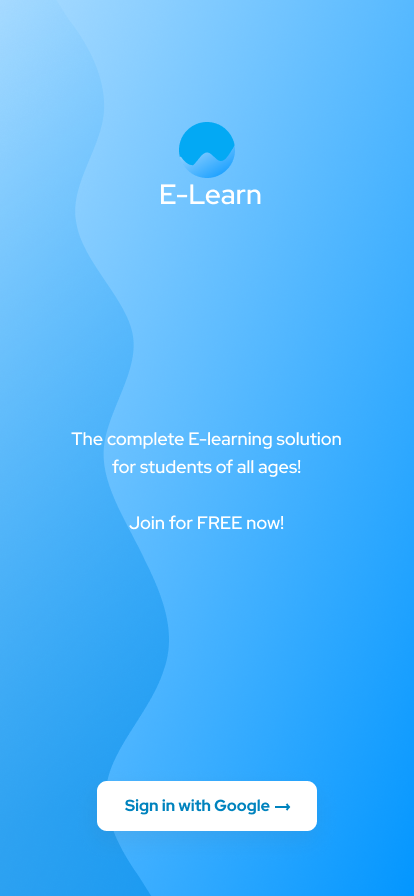 E-Learn
The complete E-learning solution
for students of all ages!
Join for FREE now!
Sign in with Google →